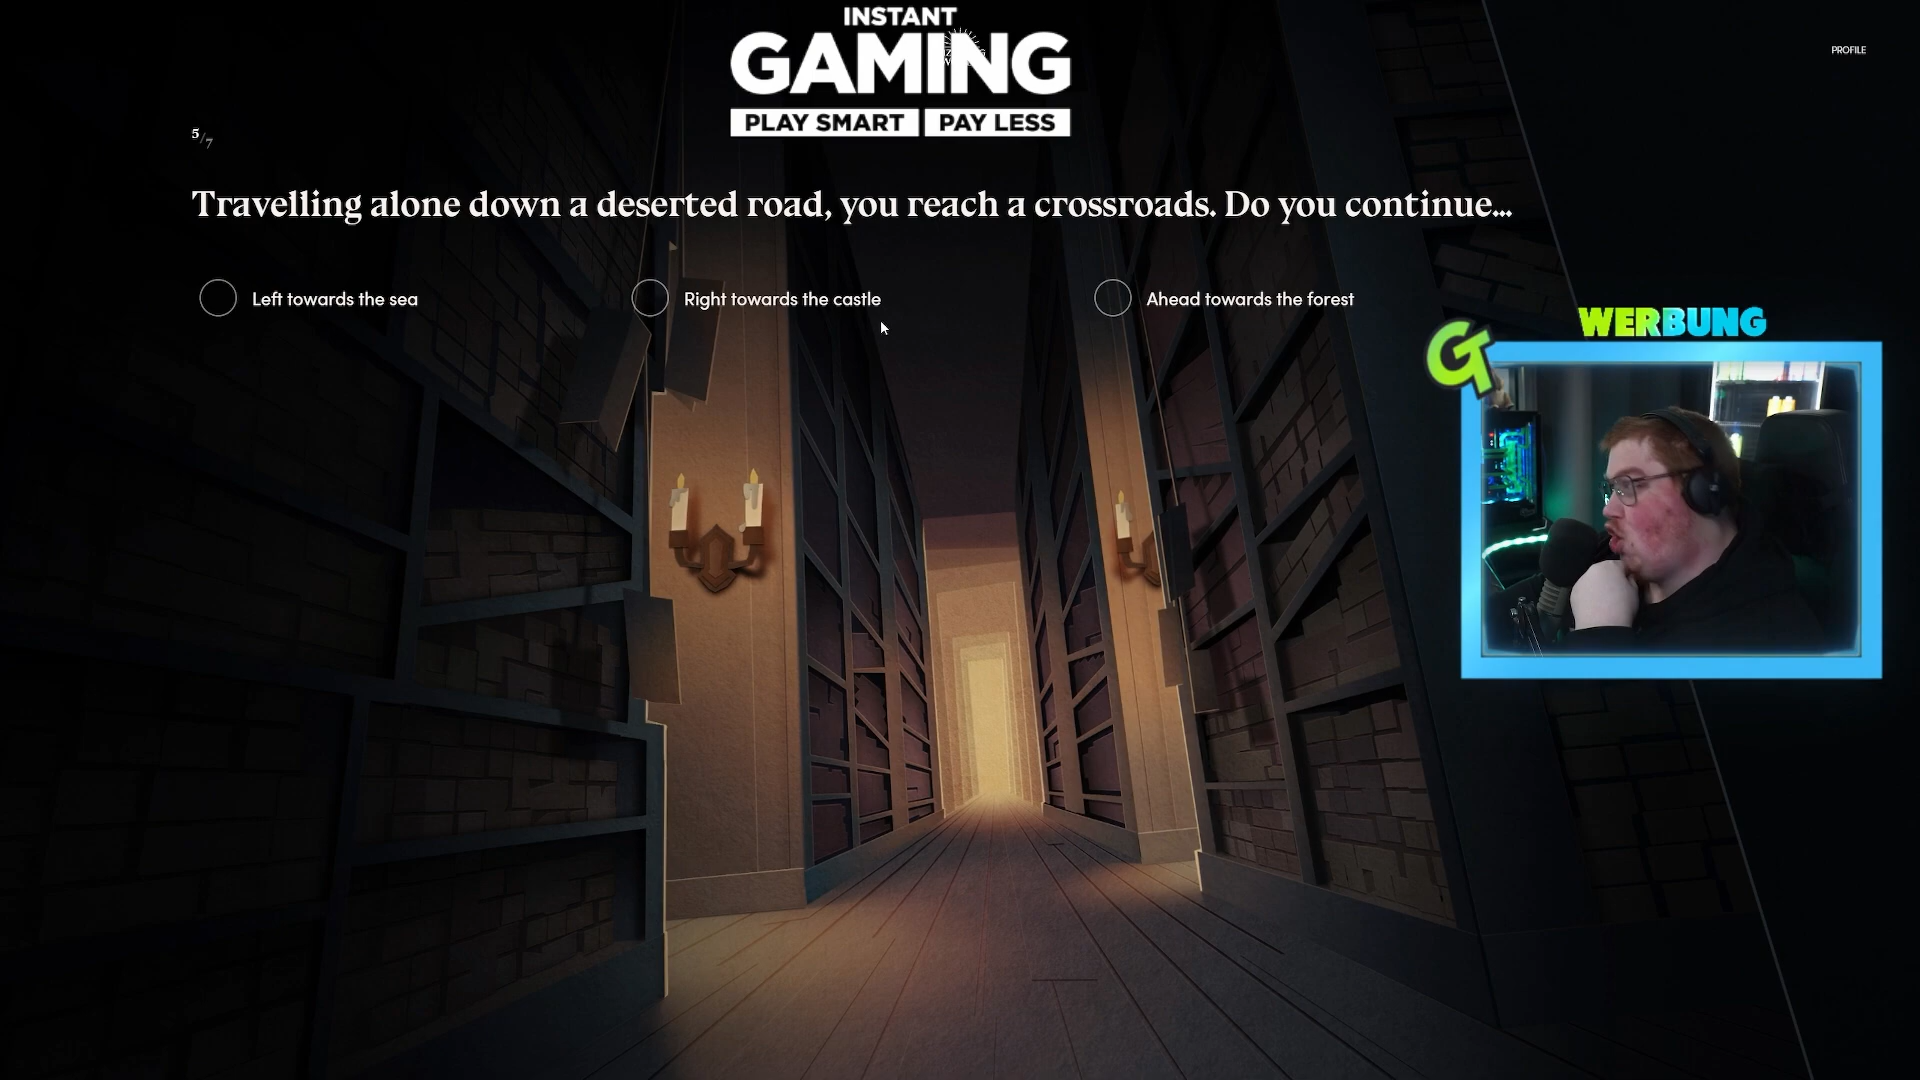 INSTANT
GAMING
PLAY SMART PAY LESS
PROFILE
5/7
Travelling alone down a deserted road, you reach a crossroads. Do you continue...
Left towards the sea
Right towards the castle
Ahead towards the forest
WERBUNG
G